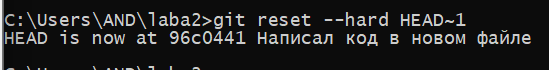 C:\Users\AND\laba2>git reset --hard HEAD~1
HEAD is now at 96c0441 Написал код в новом файле